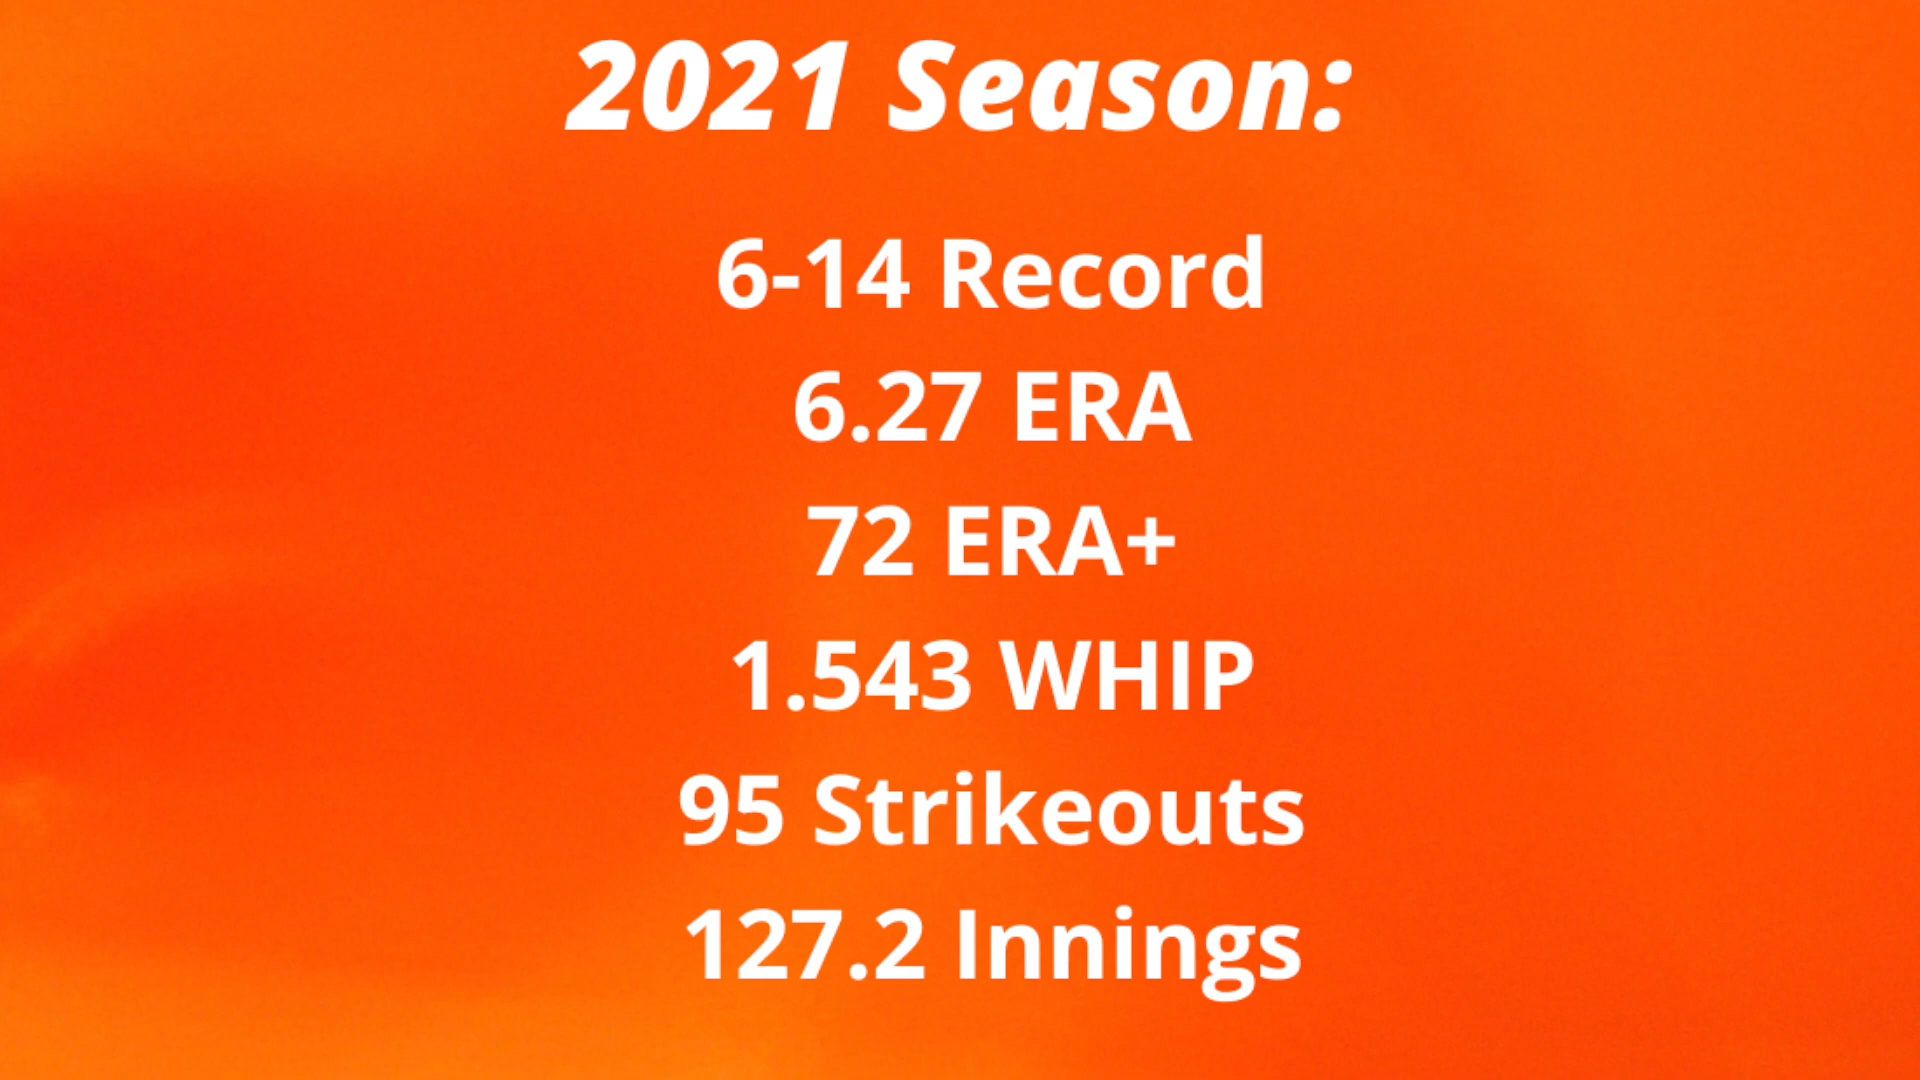 2021 Season:
6-14 Record
6.27 ERA
72 ERA+
1.543 WHIP
95 Strikeouts
127.2 Innings